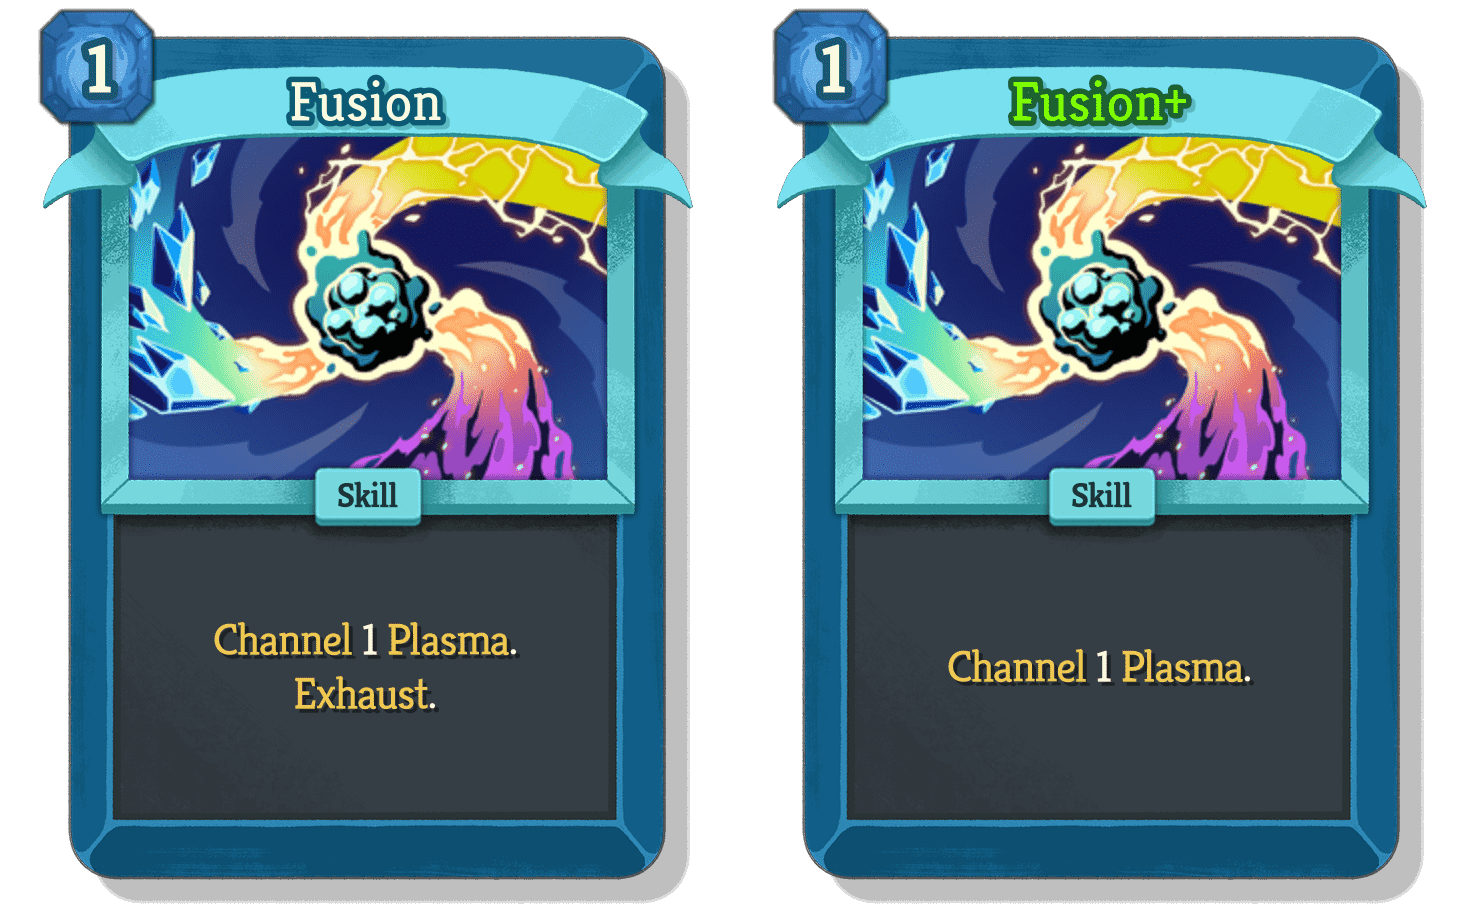 1
Fusion
Skill
Channel 1 Plasma.
Exhaust.
1
Fusion+
Skill
Channel 1 Plasma.